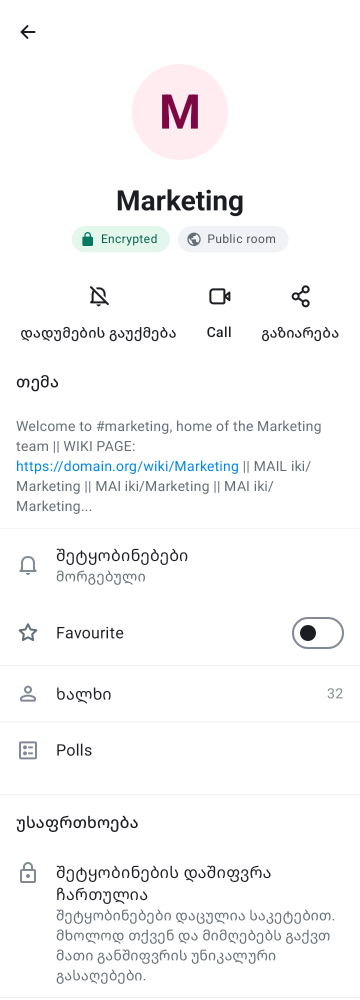 M
Marketing
Encrypted
Public room
დადუმების გაუქმება
Call
გაზიარება
თემა
Welcome to #marketing, home of the Marketing
team || WIKI PAGE:
https://domain.org/wiki/Marketing || MAIL iki/
Marketing || MAI iki/Marketing || MAI iki/
Marketing...
შეტყობინებები
მორგებული
Favourite
ხალხი
32
Polls
უსაფრთხოება
შეტყობინების დაშიფვრა
ჩართულია
შეტყობინებები დაცულია საკეტებით.
მხოლოდ თქვენ და მიმღებებს გაქვთ
მათი განშიფვრის უნიკალური
გასაღებები.